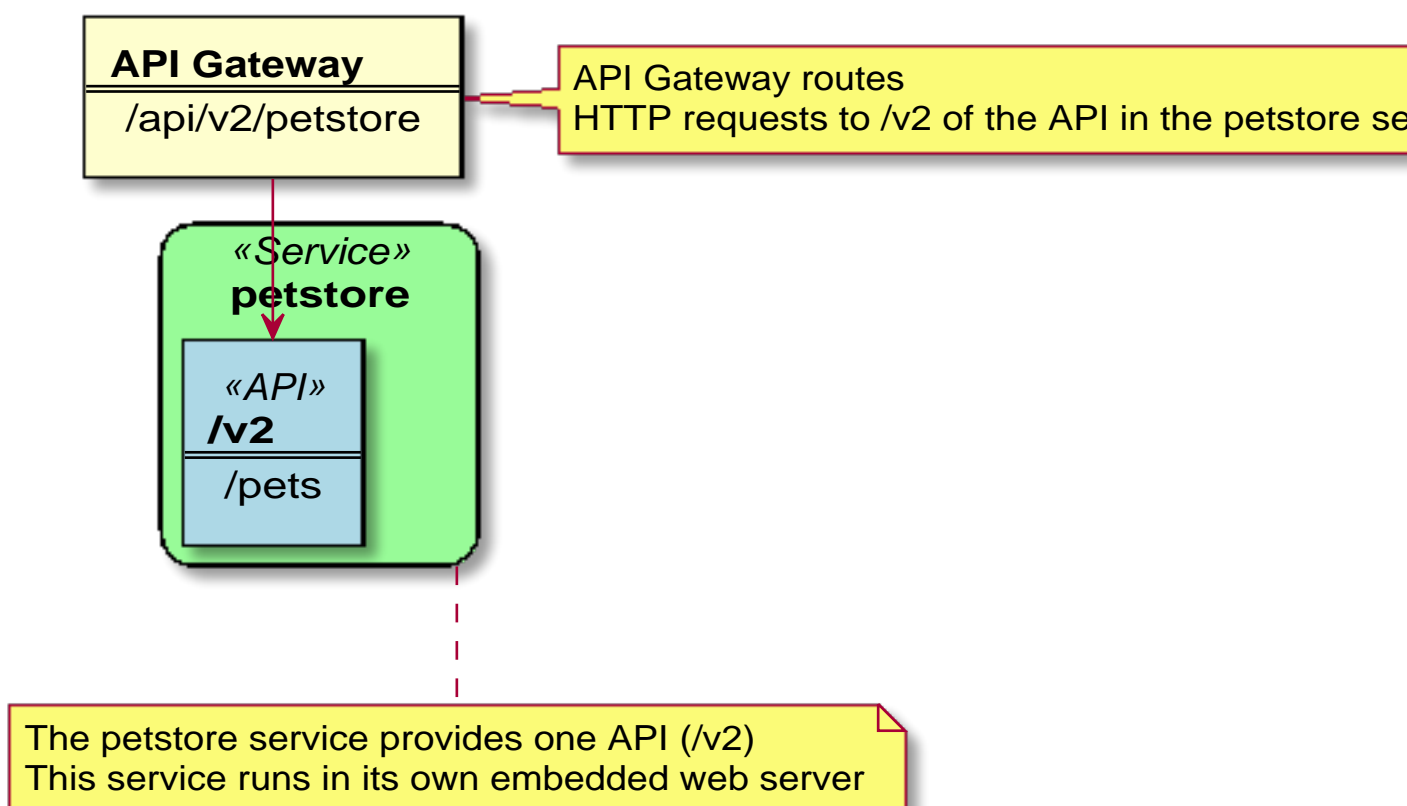 API Gateway
/api/v2/petstore
API Gateway routes
HTTP requests to /v2 of the API in the petstore se
«Service»
petstore
«API»
/v2
/pets
The petstore service provides one API (/v2)
This service runs in its own embedded web server